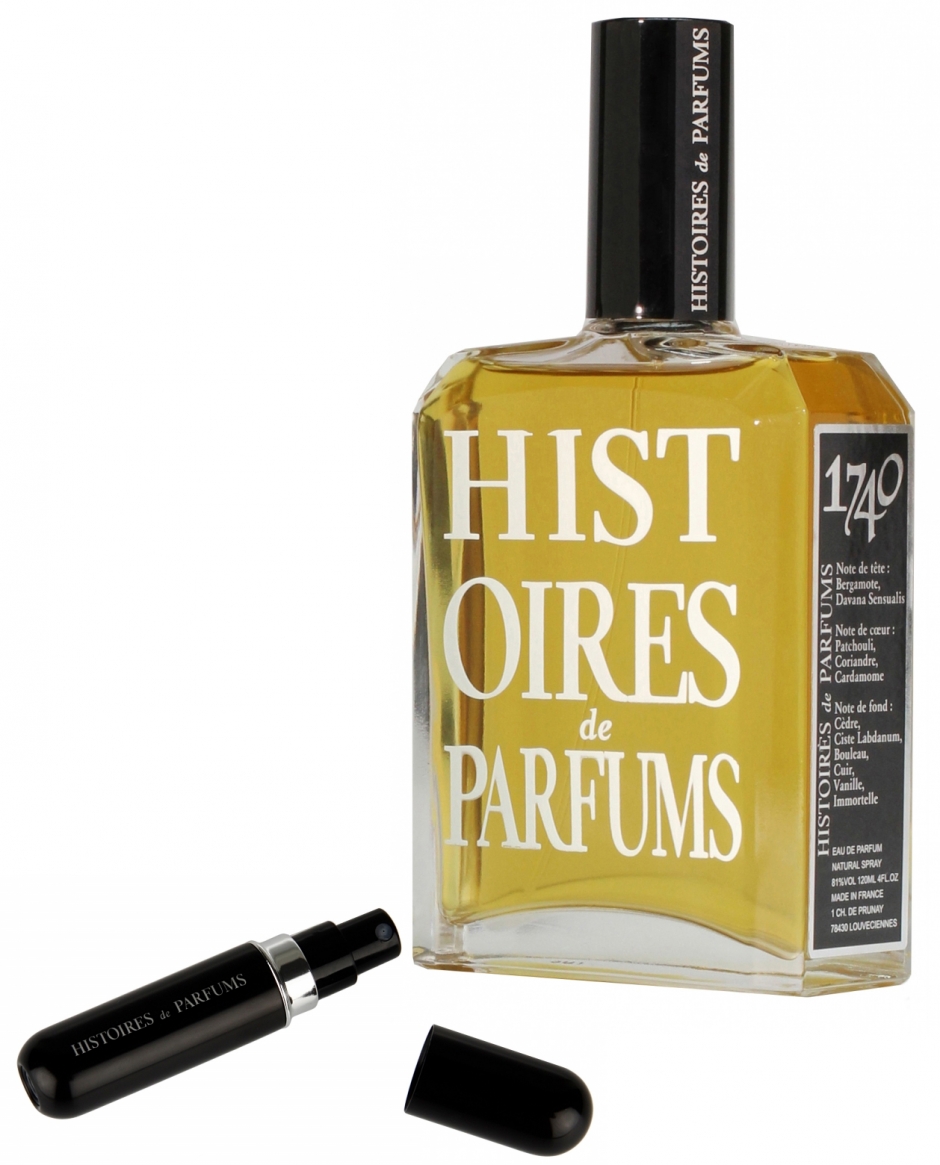 HISTOIRES de PARFUMS
HIST
OIRES
de
PARFUMS
1740
HISTOIRES de PARFUMS
Note de tête :
Bergamote,
Davana Sensualis
Note de cœur :
Patchouli,
Coriandre,
Cardamome
Note de fond :
Cèdre,
Ciste Labdanum,
Bouleau,
Cuir,
Vanille,
Immortelle
EAU DE PARFUM
NATURAL SPRAY
81%VOL 120ML 4FL.OZ
MADE IN FRANCE
1 CH. DE PRUNAY
78430 LOUVECIENNES
HISTOIRES de PARFUMS